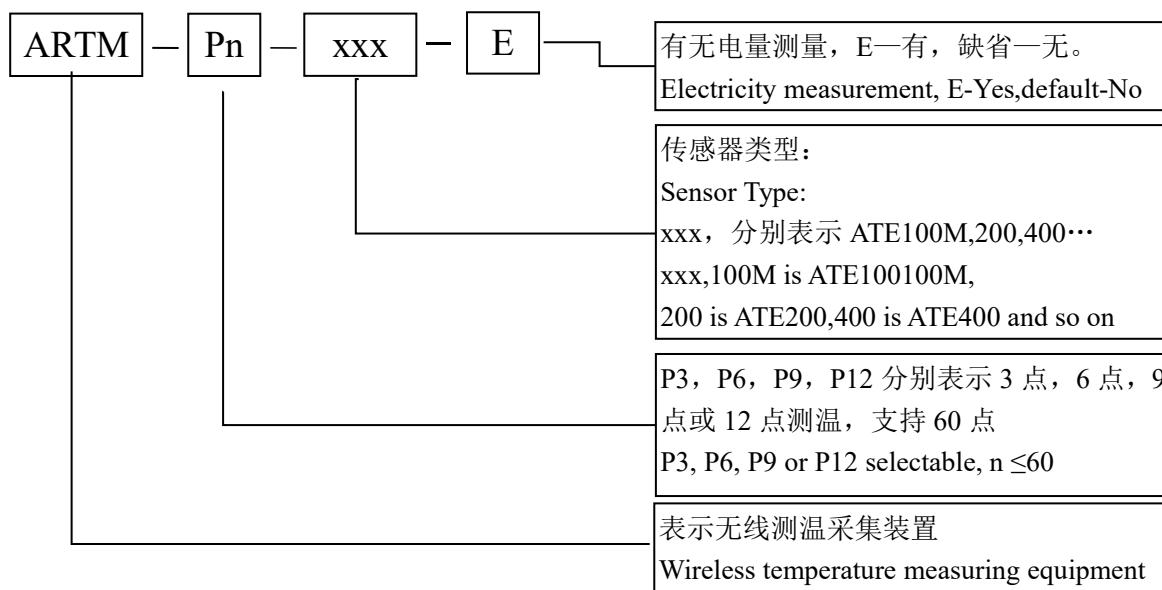 ARTM — Pn — xxx — E
有无电量测量，E—有，缺省—无。
Electricity measurement, E-Yes,default-No
传感器类型：
Sensor Type:
xxx，分别表示 ATE100M,200,400…
xxx,100M is ATE100100M,
200 is ATE200,400 is ATE400 and so on
P3，P6，P9，P12 分别表示 3 点，6 点，9
点或 12 点测温，支持 60 点
P3, P6, P9 or P12 selectable, n ≤60
表示无线测温采集装置
Wireless temperature measuring equipment